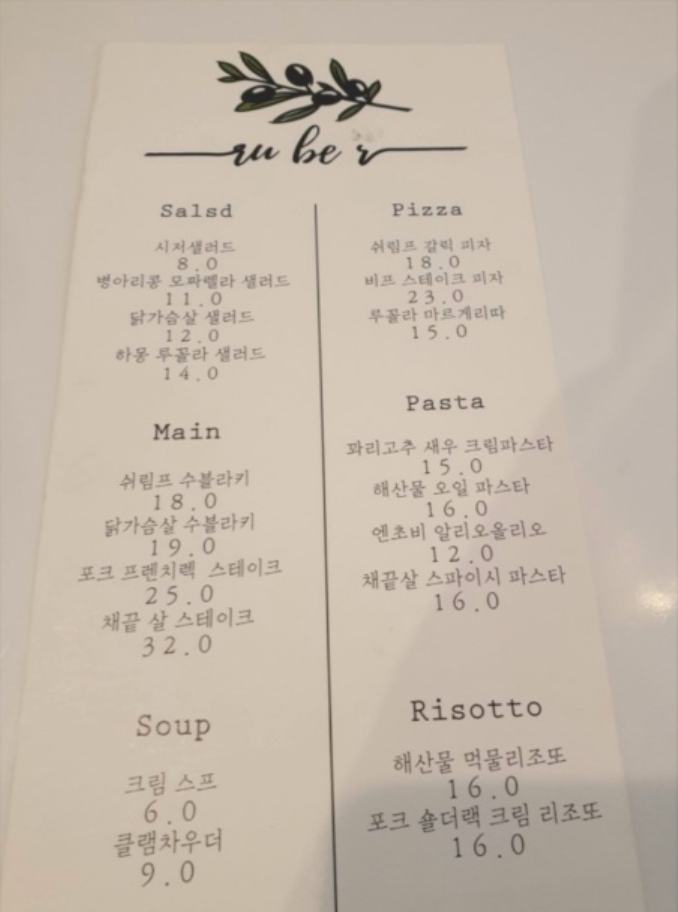 ru be r
Salsd
시저샐러드
8.0
병아리콩 모짜렐라 샐러드
11.0
닭가슴살 샐러드
12.0
하몽 루꼴라 샐러드
14.0
Main
쉬림프 수블라키
18.0
닭가슴살 수블라키
19.0
포크 프렌치렉 스테이크
25.0
채끝 살 스테이크
32.0
Soup
크림 스프
6.0
클램차우더
9.0
Pizza
쉬림프 갈릭 피자
18.0
비프 스테이크 피자
23.0
루꼴라 마르게리따
15.0
Pasta
꽈리고추 새우 크림파스타
15.0
해산물 오일 파스타
16.0
엔초비 알리오올리오
12.0
채끝살 스파이시 파스타
16.0
Risotto
해산물 먹물리조또
16.0
포크 숄더랙 크림 리조또
16.0